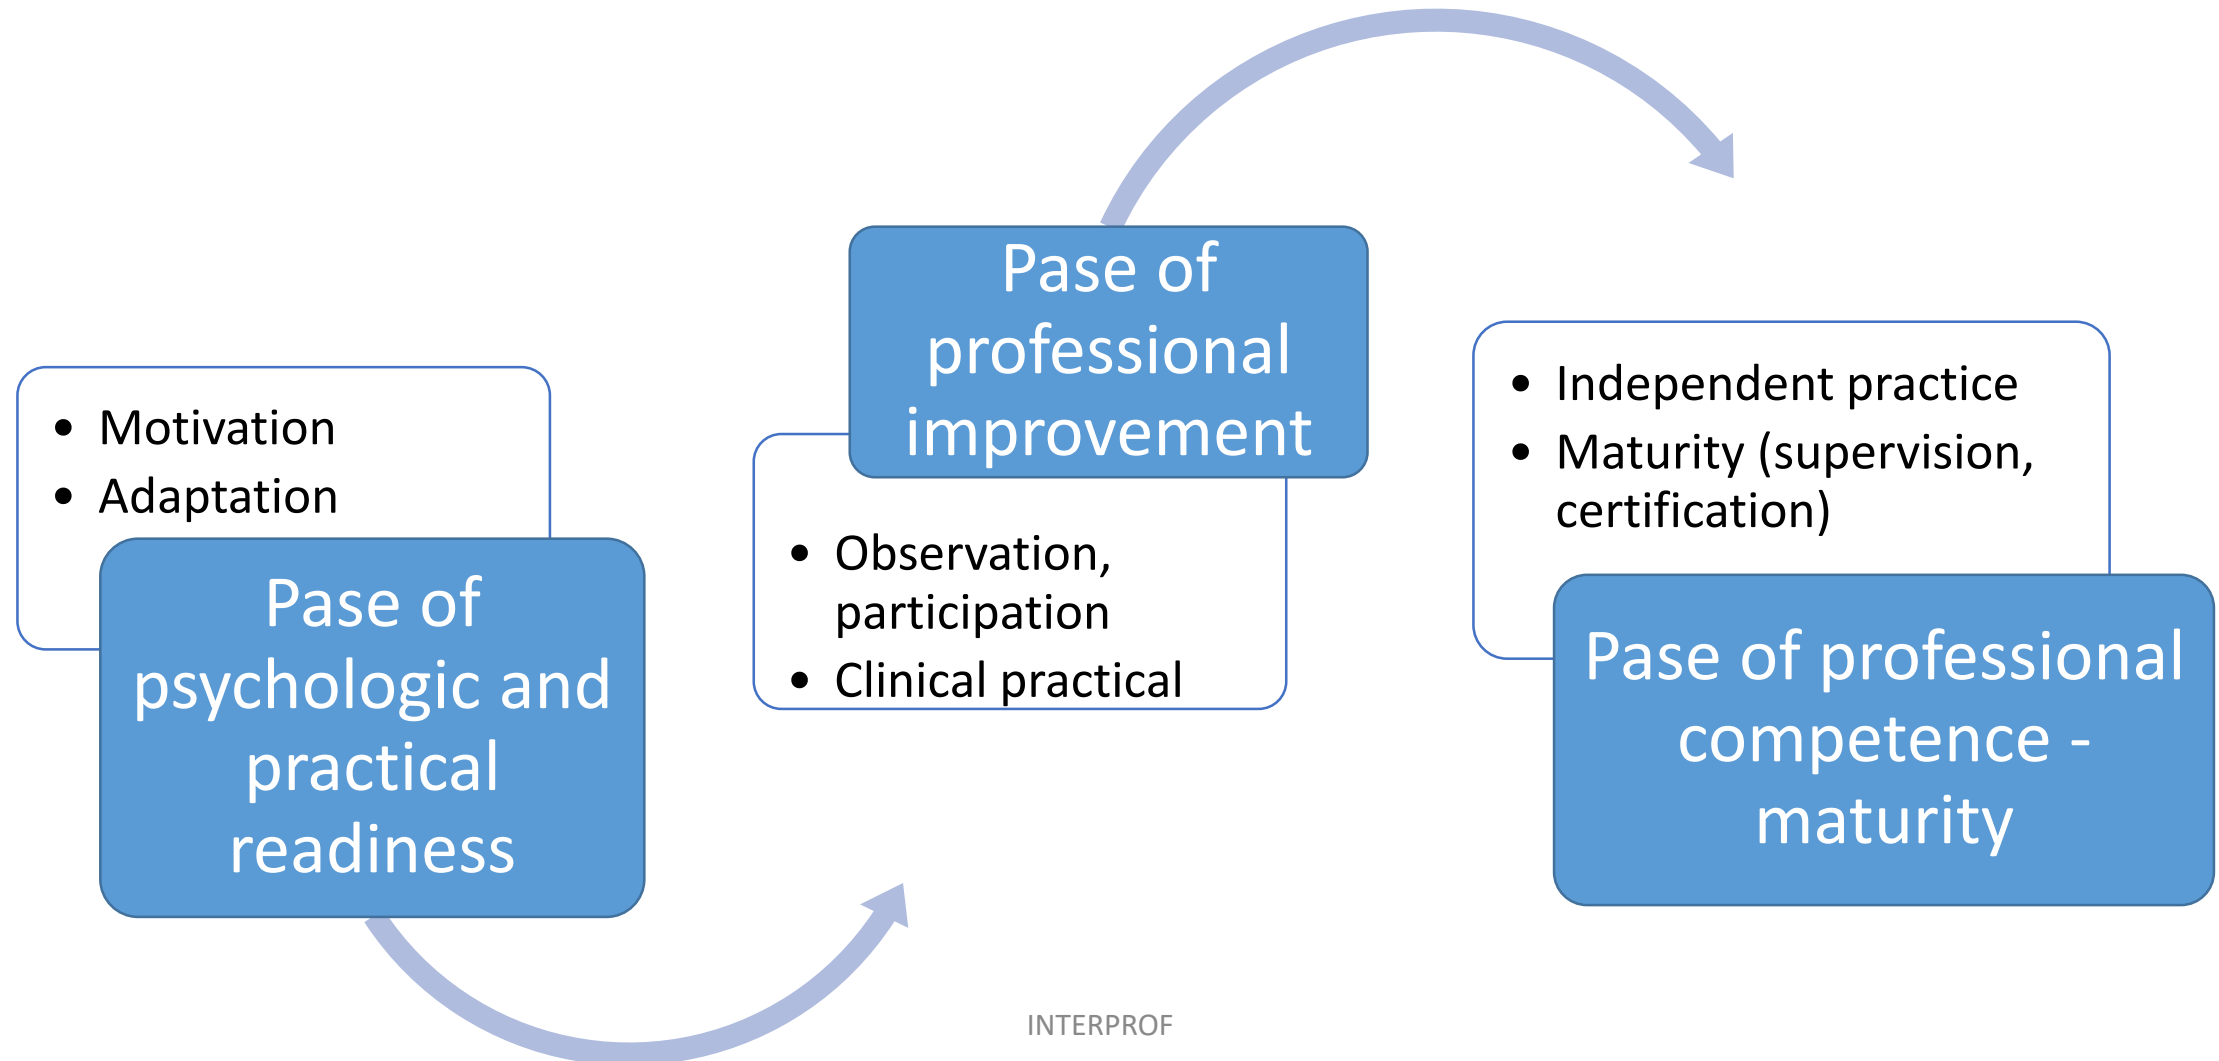 • Motivation
• Adaptation
Pase of
psychologic and
practical
readiness
Pase of
professional
improvement
• Observation,
participation
• Clinical practical
• Independent practice
• Maturity (supervision,
certification)
Pase of professional
competence -
maturity
INTERPROF